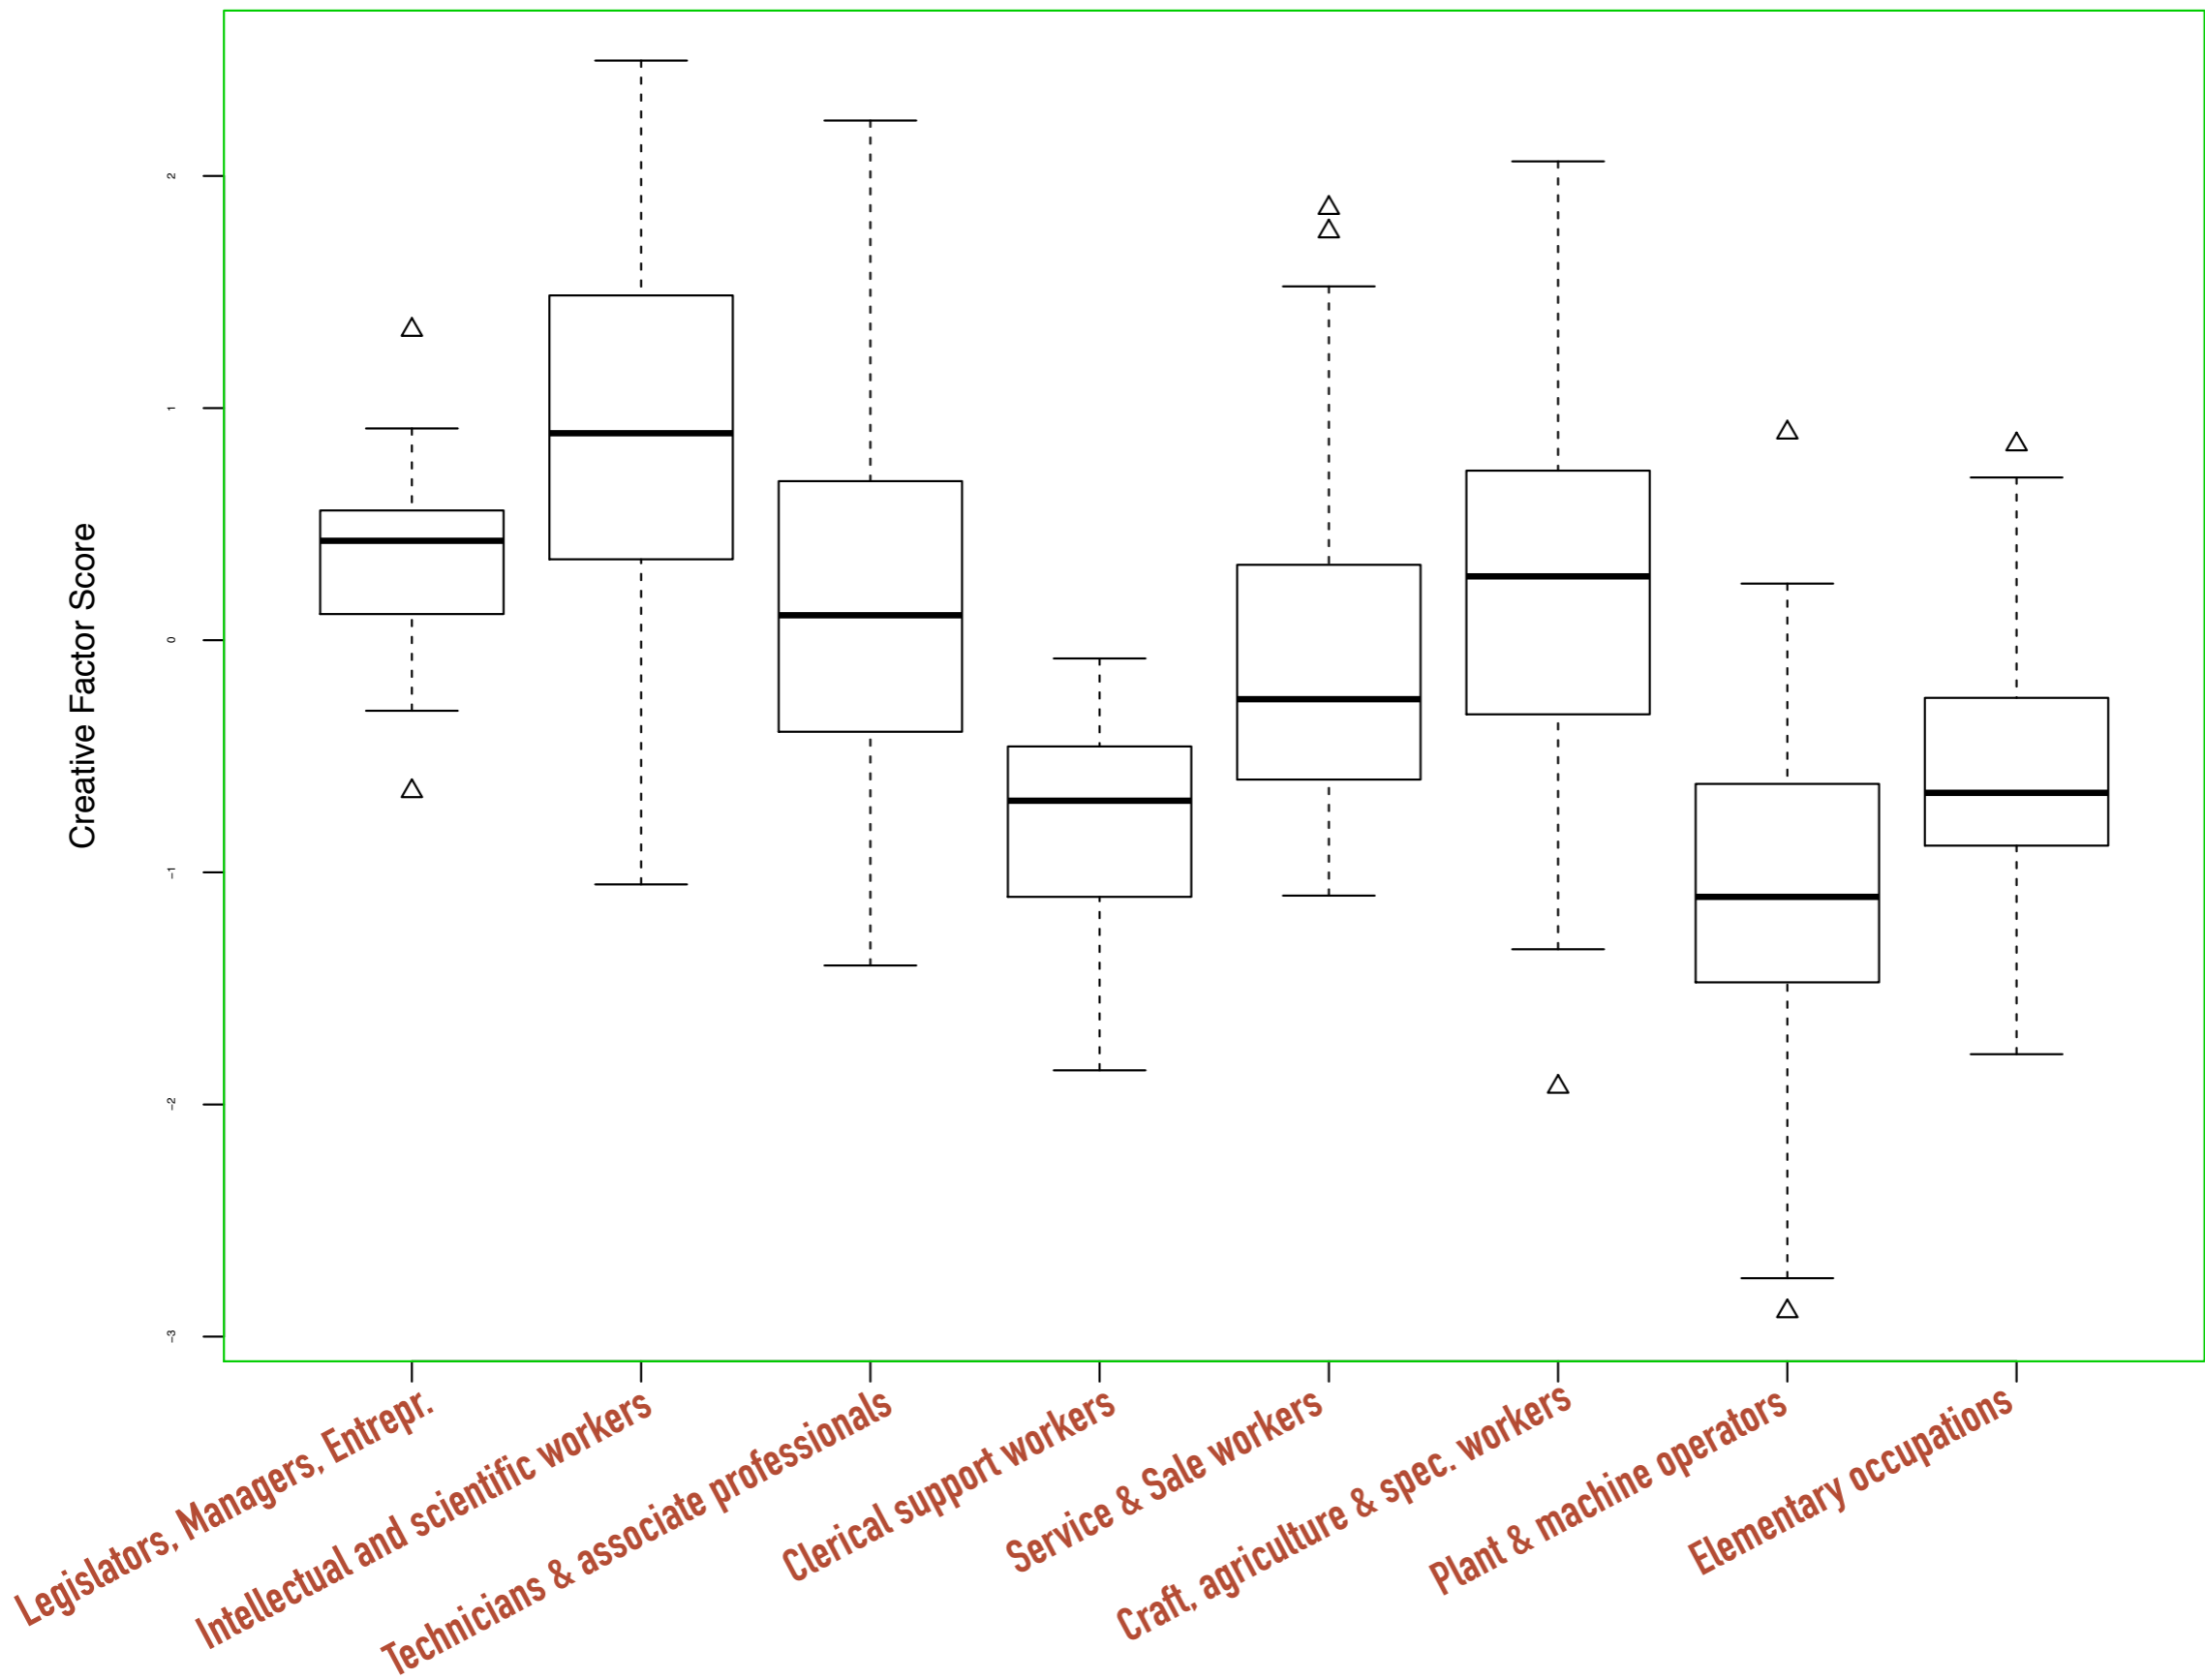 Creative Factor Score
2
1
0
−1
−2
−3
Legislators, Managers, Entrepr.
Intellectual and scientific workers
Technicians & associate professionals
Clerical support workers
Service & Sale workers
Craft, agriculture & spec. workers
Plant & machine operators
Elementary occupations